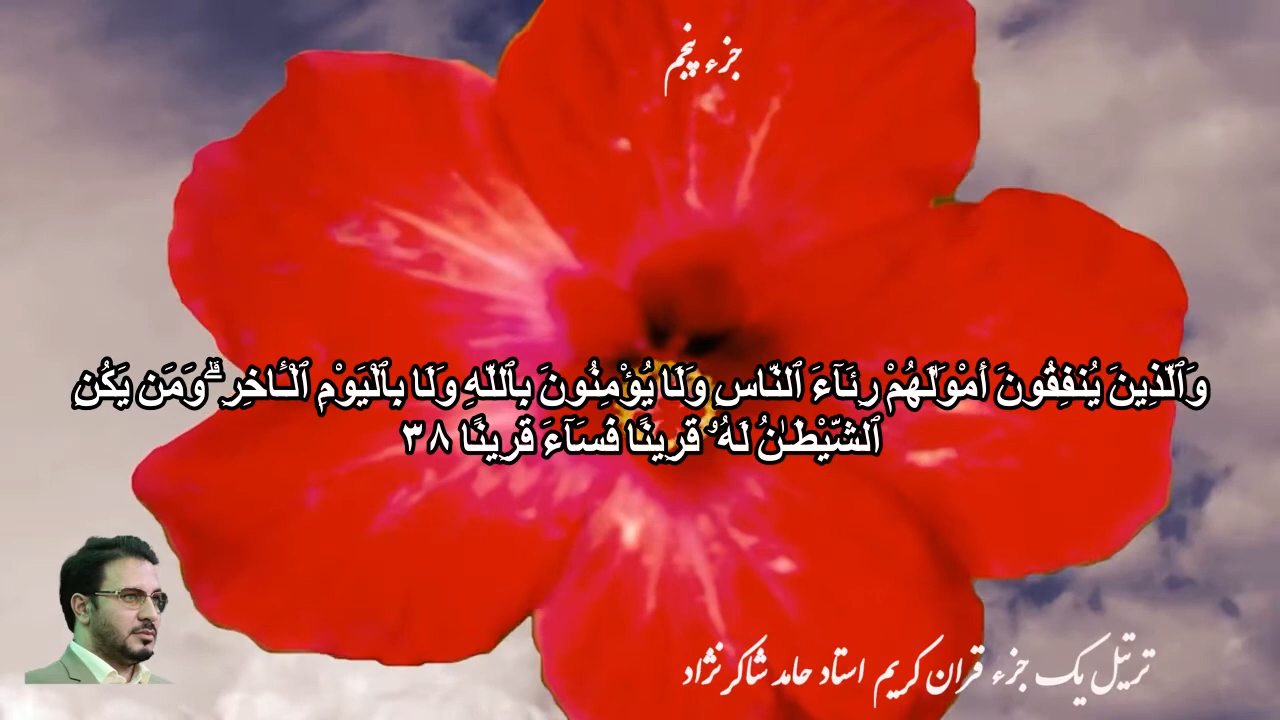 جزء پنجم
وَٱلَّذِينَ يُنفِقُونَ أَمْوَٰلَهُمْ رِئَآءَ ٱلنَّاسِ وَلَا يُؤْمِنُونَ بِٱللَّهِ وَلَا بِٱلْيَوْمِ ٱلْـَٔاخِرِ ۗ وَمَن يَكُنِ
ٱلشَّيْطَـٰنُ لَهُۥ قَرِينًا فَسَآءَ قَرِينًا ٣٨
ترتیل یک جزء قران کریم استاد حامد شاکرنژاد